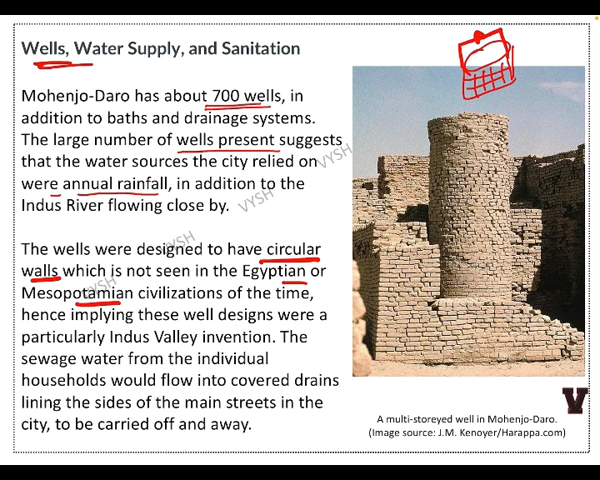 Wells, Water Supply, and Sanitation
Mohenjo-Daro has about 700 wells, in
addition to baths and drainage systems.
The large number of wells present suggests
that the water sources the city relied on
were annual rainfall, in addition to the
Indus River flowing close by.
The wells were designed to have circular
walls which is not seen in the Egyptian or
Mesopotamian civilizations of the time,
hence implying these well designs were a
particularly Indus Valley invention. The
sewage water from the individual
households would flow into covered drains
lining the sides of the main streets in the
city, to be carried off and away.
VYSH
VYSH
VYSH
VYSH
A multi-storeyed well in Mohenjo-Daro.
(Image source: J.M. Kenoyer/Harappa.com)
V